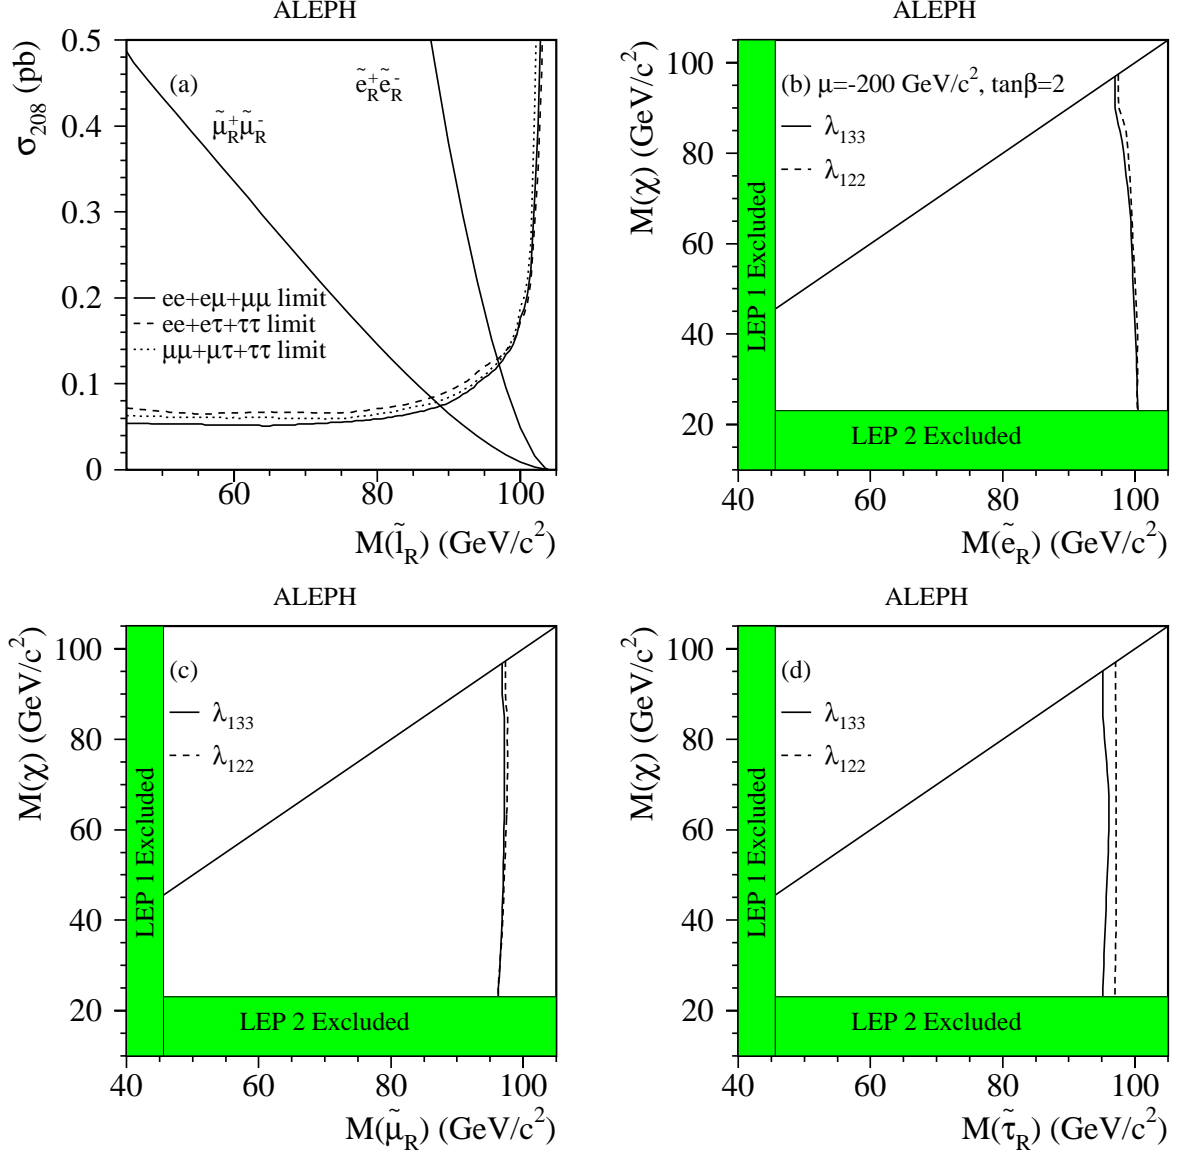 ALEPH
σ208 (pb)
0.5
0.4
0.3
0.2
0.1
0
(a)
ẽR+ẽR-
μ̃R+μ̃R-
ee+eμ+μμ limit
ee+eτ+ττ limit
μμ+μτ+ττ limit
60 80 100
M(l̃R) (GeV/c2)
ALEPH
M(χ) (GeV/c2)
100
80
60
40
20
(b) μ=-200 GeV/c2, tanβ=2
λ133
λ122
LEP 1 Excluded
LEP 2 Excluded
40 60 80 100
M(ẽR) (GeV/c2)
ALEPH
M(χ) (GeV/c2)
100
80
60
40
20
(c)
λ133
λ122
LEP 1 Excluded
LEP 2 Excluded
40 60 80 100
M(μ̃R) (GeV/c2)
ALEPH
M(χ) (GeV/c2)
100
80
60
40
20
(d)
λ133
λ122
LEP 1 Excluded
LEP 2 Excluded
40 60 80 100
M(τ̃R) (GeV/c2)